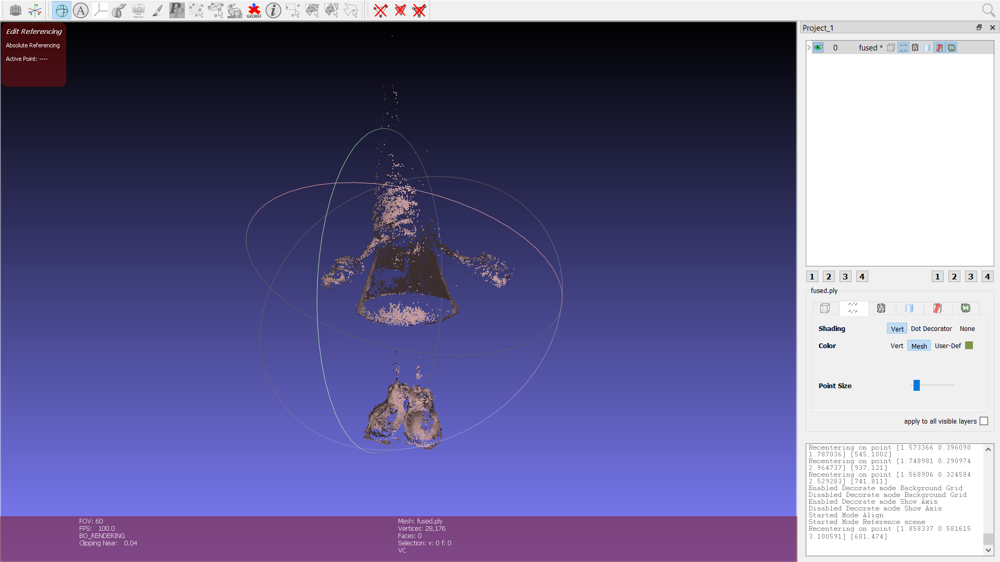 GEOREF
Edit Referencing
Absolute Referencing
Active Point: ----
FOV: 60
FPS: 100.0
BO_RENDERING
Clipping Near: 0.04
Mesh: fused.ply
Vertices: 28,176
Faces: 0
Selection: v: 0 f: 0
VC
Project_1
0 fused *
1 2 3 4 1 2 3 4
fused.ply
Shading Vert Dot Decorator None
Color Vert Mesh User-Def
Point Size
apply to all visible layers
Recentering on point [1.573366 0.396090
1.787036] [545,1002]
Recentering on point [1.748981 0.290974
2.964737] [937,121]
Recentering on point [1.568906 0.324584
2.529283] [741,811]
Enabled Decorate mode Background Grid
Disabled Decorate mode Background Grid
Enabled Decorate mode Show Axis
Disabled Decorate mode Show Axis
Started Mode Align
Started Mode Reference scene
Recentering on point [1.858337 0.581615
3.100591] [681,474]